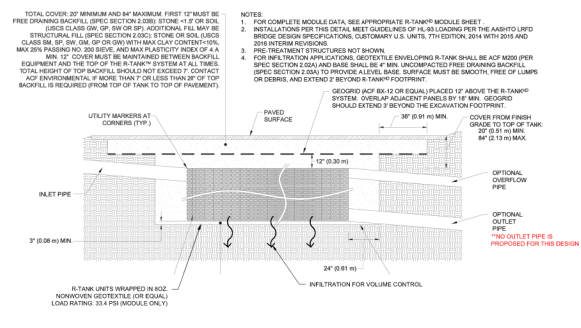 TOTAL COVER: 20" MINIMUM AND 84" MAXIMUM. FIRST 12" MUST BE
FREE DRAINING BACKFILL (SPEC SECTION 2.03B): STONE <1.5" OR SOIL
(USCS CLASS GW, GP, SW OR SP). ADDITIONAL FILL MAY BE
STRUCTURAL FILL (SPEC SECTION 2.03C): STONE OR SOIL (USCS
CLASS SM, SP, SW, GM, GP OR GW) WITH MAX CLAY CONTENT<10%,
MAX 25% PASSING NO. 200 SIEVE, AND MAX PLASTICITY INDEX OF 4. A
MIN. 12" COVER MUST BE MAINTAINED BETWEEN BACKFILL
EQUIPMENT AND THE TOP OF THE R-TANK™ SYSTEM AT ALL TIMES.
TOTAL HEIGHT OF TOP BACKFILL SHOULD NOT EXCEED 7'. CONTACT
ACF ENVIRONMENTAL IF MORE THAN 7' OR LESS THAN 20" OF TOP
BACKFILL IS REQUIRED (FROM TOP OF TANK TO TOP OF PAVEMENT).
NOTES:
1. FOR COMPLETE MODULE DATA, SEE APPROPRIATE R-TANKHD MODULE SHEET .
2. INSTALLATIONS PER THIS DETAIL MEET GUIDELINES OF HL-93 LOADING PER THE AASHTO LRFD
BRIDGE DESIGN SPECIFICATIONS, CUSTOMARY U.S. UNITS, 7TH EDITION, 2014 WITH 2015 AND
2016 INTERIM REVISIONS.
3. PRE-TREATMENT STRUCTURES NOT SHOWN.
4. FOR INFILTRATION APPLICATIONS, GEOTEXTILE ENVELOPING R-TANK SHALL BE ACF M200 (PER
SPEC SECTION 2.02A) AND BASE SHALL BE 4" MIN. UNCOMPACTED FREE DRAINING BACKFILL
(SPEC SECTION 2.03A) TO PROVIDE A LEVEL BASE. SURFACE MUST BE SMOOTH, FREE OF LUMPS
OR DEBRIS, AND EXTEND 2' BEYOND R-TANKHD FOOTPRINT.
GEOGRID (ACF BX-12 OR EQUAL) PLACED 12" ABOVE THE R-TANKHD
SYSTEM. OVERLAP ADJACENT PANELS BY 18" MIN. GEOGRID
SHOULD EXTEND 3' BEYOND THE EXCAVATION FOOTPRINT.
UTILITY MARKERS AT
CORNERS (TYP.)
PAVED
SURFACE
36" (0.91 m) MIN.
COVER FROM FINISH
GRADE TO TOP OF TANK:
20" (0.51 m) MIN.
84" (2.13 m) MAX.
12" (0.30 m)
INLET PIPE
OPTIONAL
OVERFLOW
PIPE
OPTIONAL
OUTLET
PIPE
**NO OUTLET PIPE IS
PROPOSED FOR THIS DESIGN
3" (0.08 m) MIN.
24" (0.61 m)
R-TANK UNITS WRAPPED IN 8OZ.
NONWOVEN GEOTEXTILE (OR EQUAL)
LOAD RATING: 33.4 PSI (MODULE ONLY)
INFILTRATION FOR VOLUME CONTROL